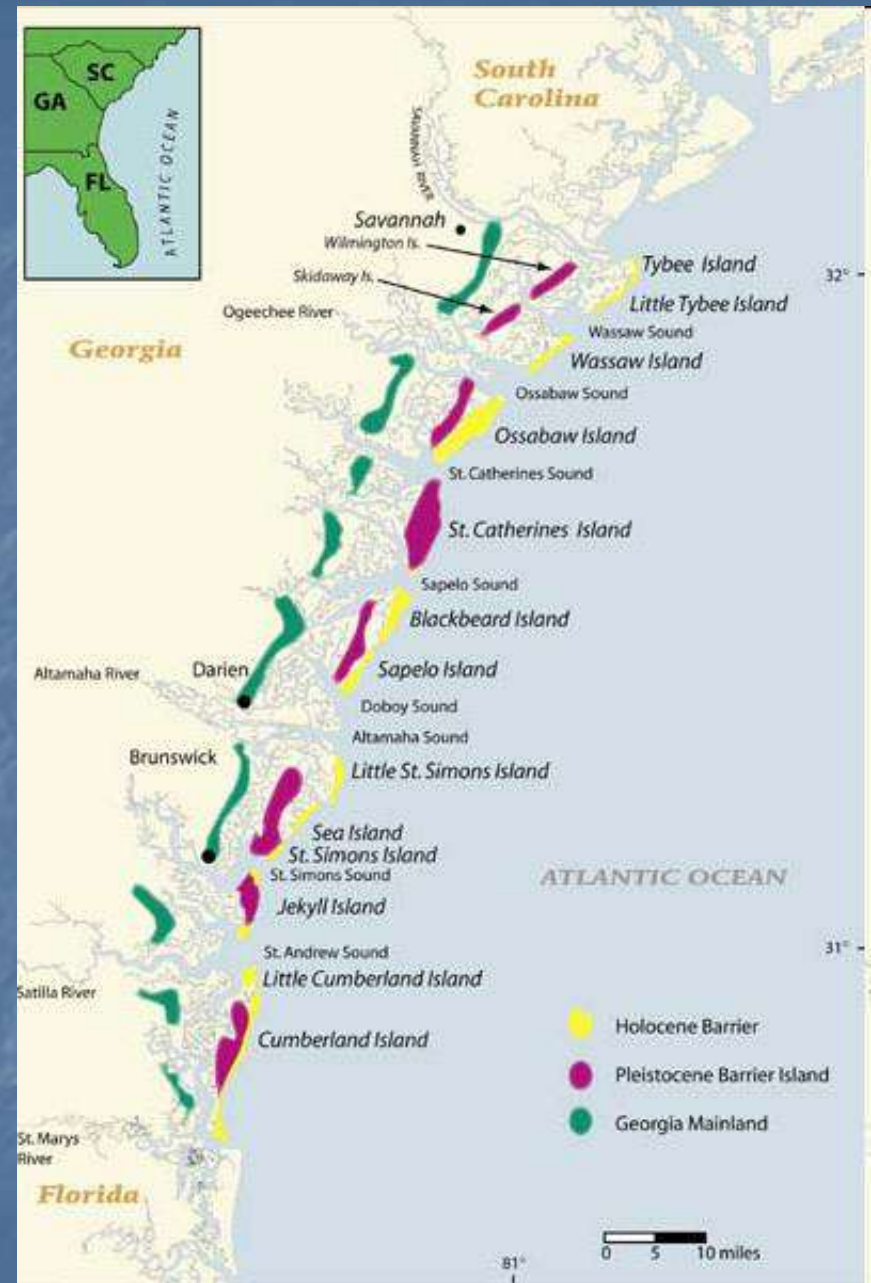 SC
GA
FL
ATLANTIC OCEAN
South
Carolina
SAVANNAH RIVER
Savannah
Wilmington Is.
Skidaway Is.
Tybee Island
32°
Little Tybee Island
Ogeechee River
Wassaw Sound
Georgia
Wassaw Island
Ossabaw Sound
Ossabaw Island
St. Catherines Sound
St. Catherines Island
Sapelo Sound
Blackbeard Island
Darien
Sapelo Island
Altamaha River
Doboy Sound
Altamaha Sound
Brunswick
Little St. Simons Island
Sea Island
St. Simons Island
St. Simons Sound
ATLANTIC OCEAN
Jekyll Island
31°
St. Andrew Sound
Little Cumberland Island
Satilla River
Cumberland Island
Holocene Barrier
Pleistocene Barrier Island
Georgia Mainland
St. Marys
River
Florida
0 5 10 miles
81°